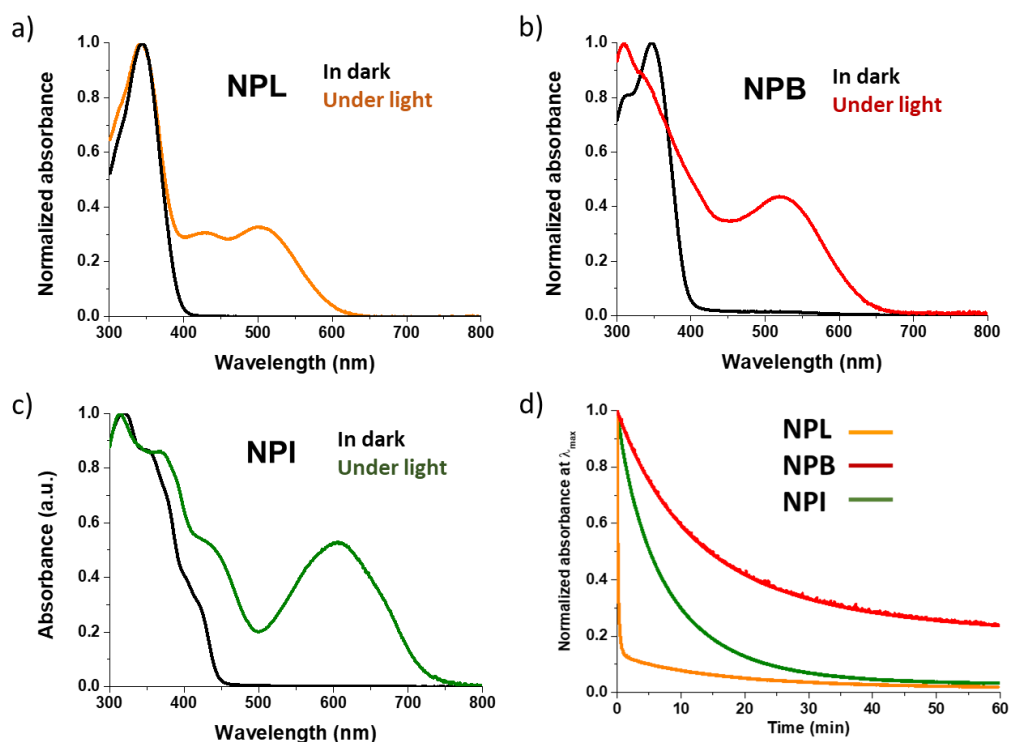 a)
NPL
In dark
Under light
Normalized absorbance
1.0
0.8
0.6
0.4
0.2
0.0
300 400 500 600 700 800
Wavelength (nm)
b)
NPB
In dark
Under light
Normalized absorbance
1.0
0.8
0.6
0.4
0.2
0.0
300 400 500 600 700 800
Wavelength (nm)
c)
NPI
In dark
Under light
Absorbance (a.u.)
1.0
0.8
0.6
0.4
0.2
0.0
300 400 500 600 700 800
Wavelength (nm)
d)
NPL
NPB
NPI
Normalized absorbance at λmax
1.0
0.8
0.6
0.4
0.2
0.0
0 10 20 30 40 50 60
Time (min)